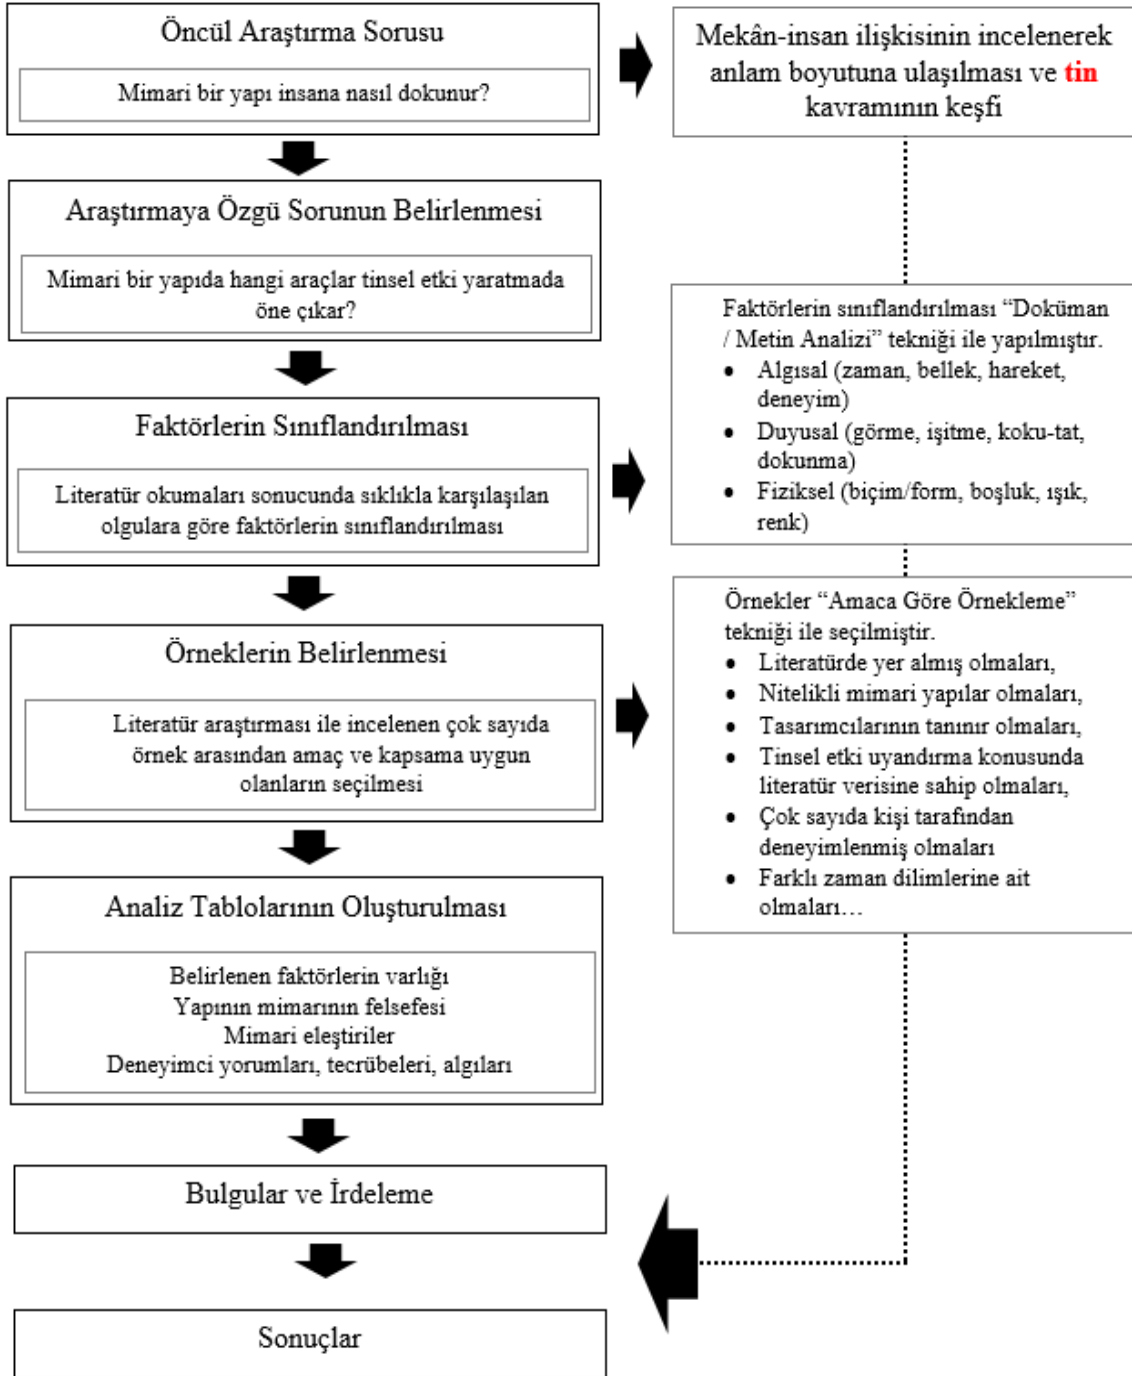 Öncül Araştırma Sorusu
Mimari bir yapı insana nasıl dokunur?
Mekân-insan ilişkisinin incelenerek
anlam boyutuna ulaşılması ve tin
kavramının keşfi
Araştırmaya Özgü Sorunun Belirlenmesi
Mimari bir yapıda hangi araçlar tinsel etki yaratmada
öne çıkar?
Faktörlerin Sınıflandırılması
Literatür okumaları sonucunda sıklıkla karşılaşılan
olgulara göre faktörlerin sınıflandırılması
Faktörlerin sınıflandırılması “Doküman
/ Metin Analizi” tekniği ile yapılmıştır.
• Algısal (zaman, bellek, hareket,
deneyim)
• Duyusal (görme, işitme, koku-tat,
dokunma)
• Fiziksel (biçim/form, boşluk, ışık,
renk)
Örneklerin Belirlenmesi
Literatür araştırması ile incelenen çok sayıda
örnek arasından amaç ve kapsama uygun
olanların seçilmesi
Örnekler “Amaca Göre Örnekleme”
tekniği ile seçilmiştir.
• Literatürde yer almış olmaları,
• Nitelikli mimari yapılar olmaları,
• Tasarımcılarının tanınır olmaları,
• Tinsel etki uyandırma konusunda
literatür verisine sahip olmaları,
• Çok sayıda kişi tarafından
deneyimlenmiş olmaları
• Farklı zaman dilimlerine ait
olmaları…
Analiz Tablolarının Oluşturulması
Belirlenen faktörlerin varlığı
Yapının mimarının felsefesi
Mimari eleştiriler
Deneyimci yorumları, tecrübeleri, algıları
Bulgular ve İrdeleme
Sonuçlar